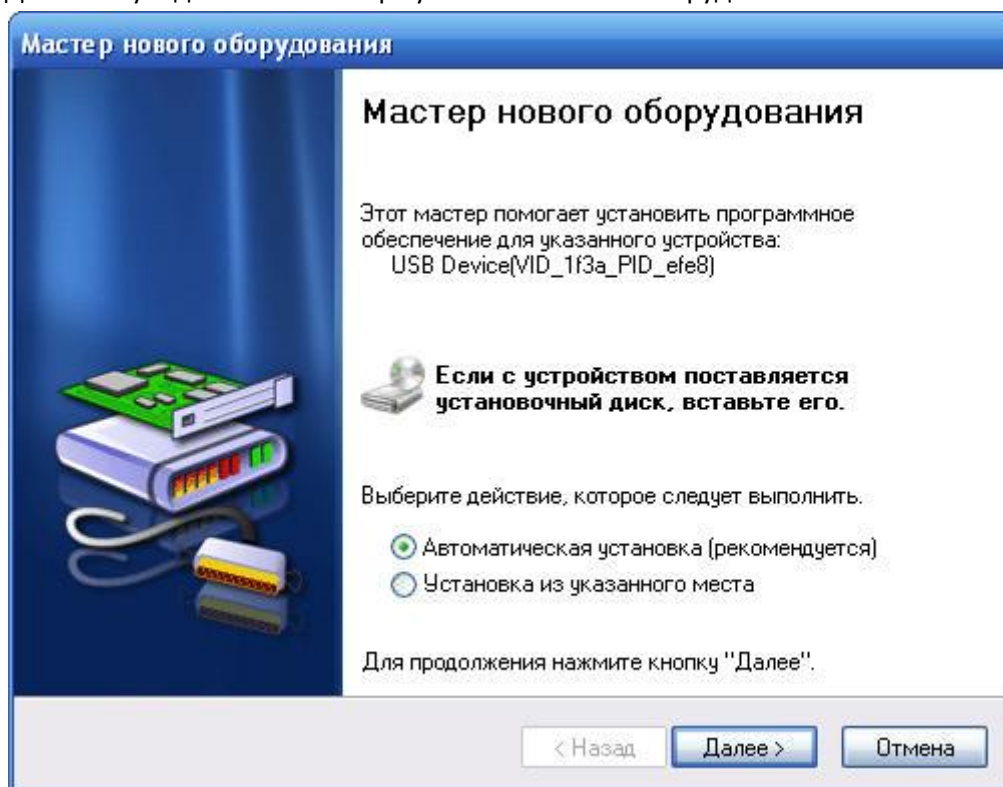 Мастер нового оборудования
Мастер нового оборудования
Этот мастер помогает установить программное
обеспечение для указанного устройства:
USB Device(VID_1f3a_PID_efe8)
Если с устройством поставляется
установочный диск, вставьте его.
Выберите действие, которое следует выполнить.
Автоматическая установка (рекомендуется)
Установка из указанного места
Для продолжения нажмите кнопку "Далее".
< Назад Далее > Отмена